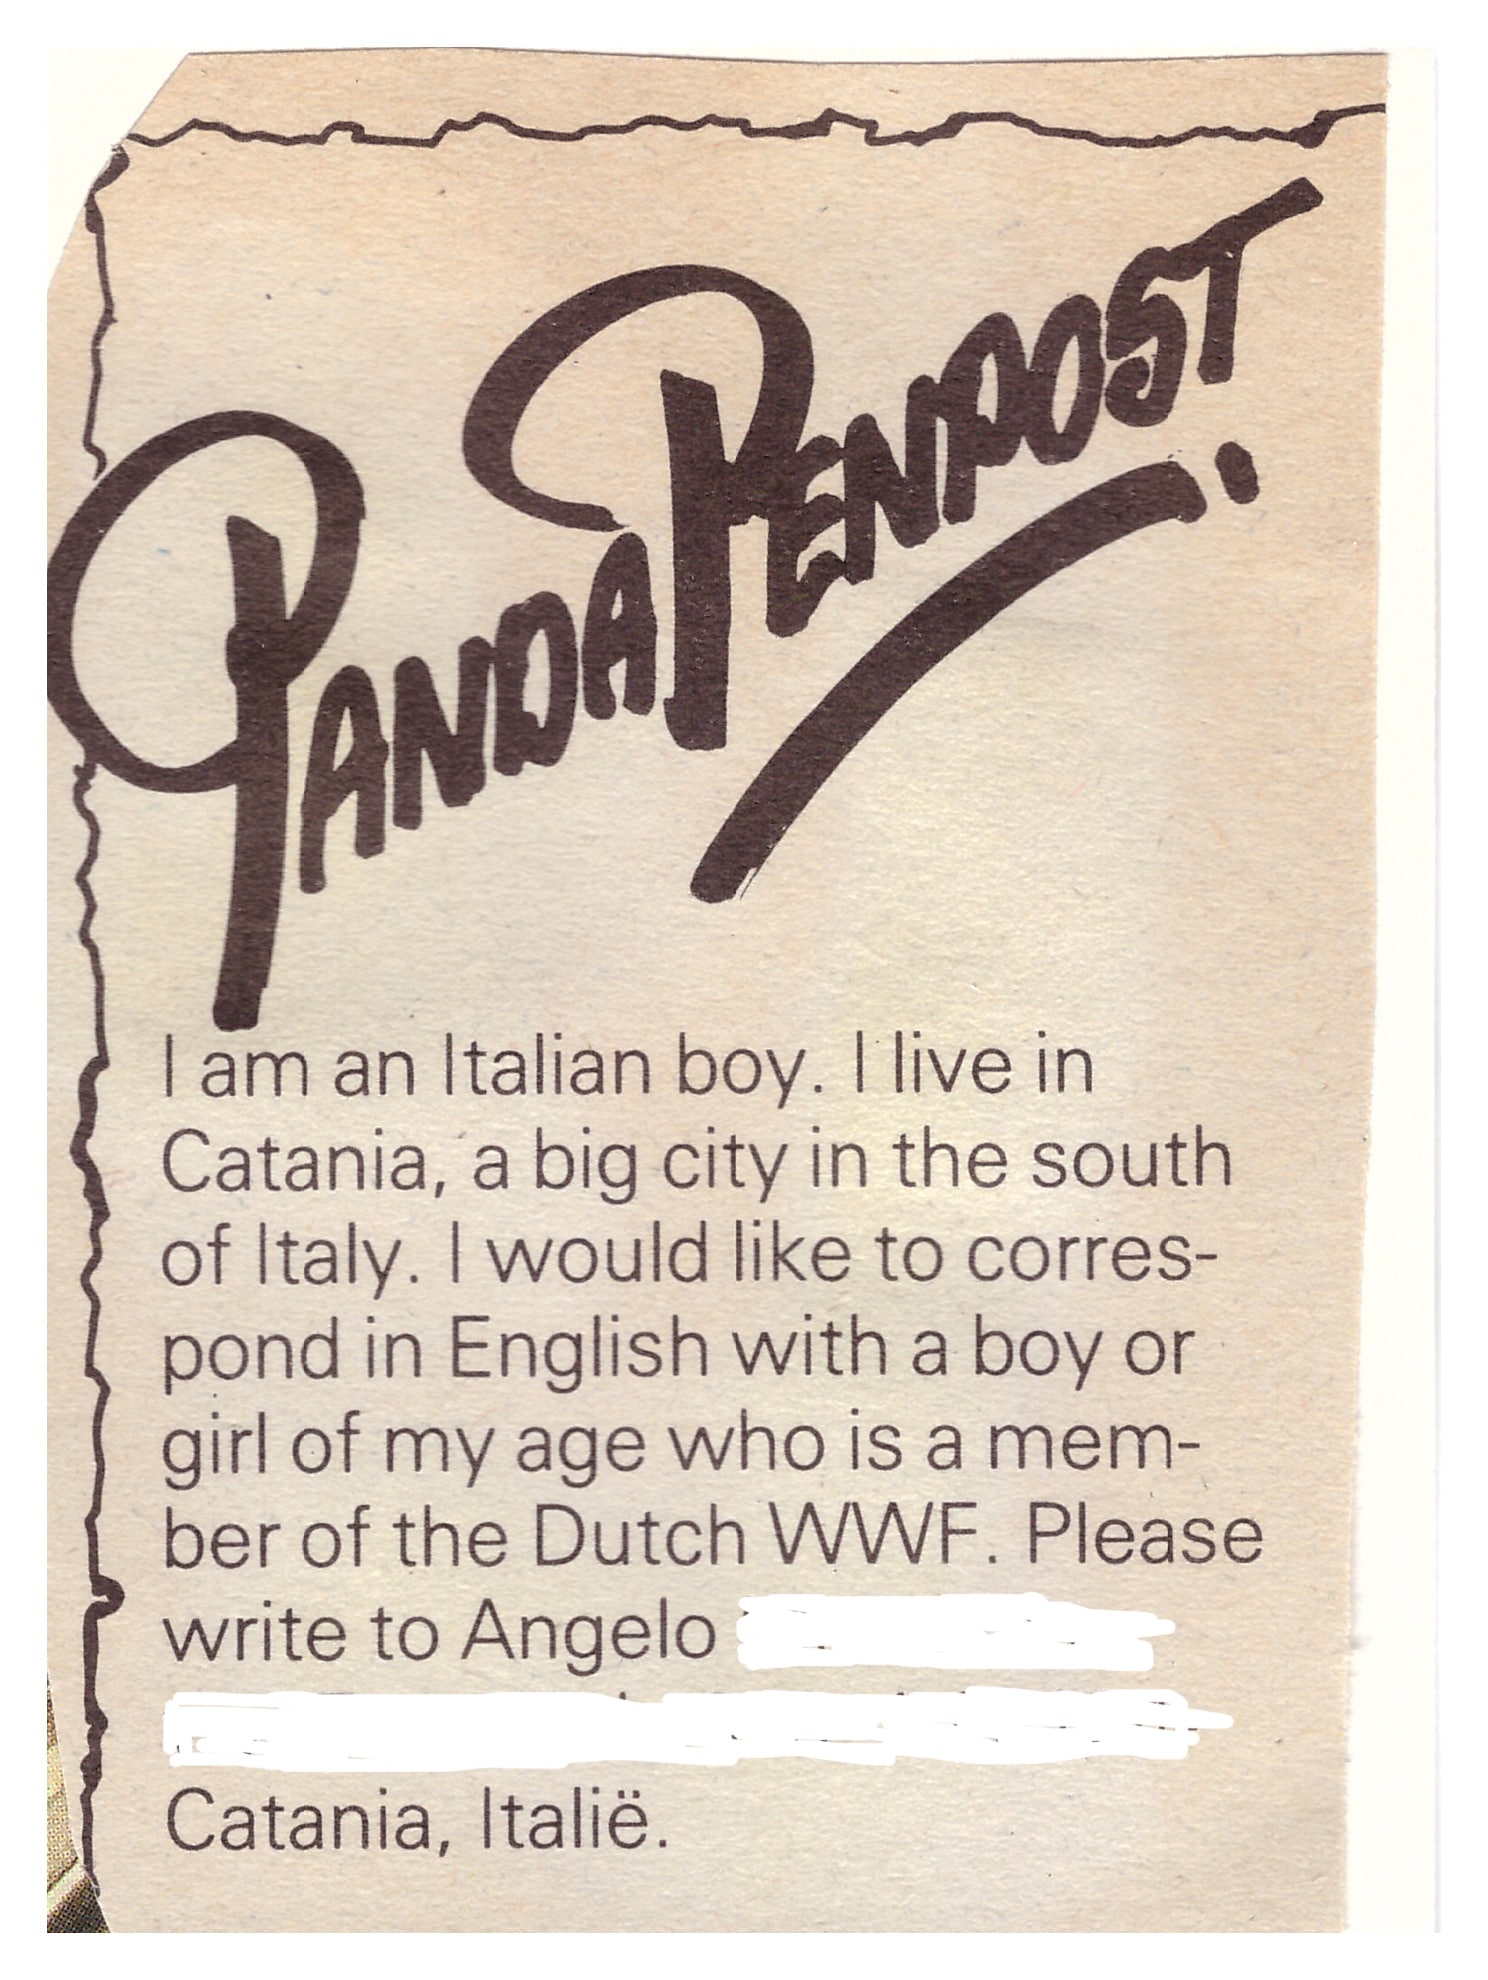 PANDA PENPOST!
I am an Italian boy. I live in
Catania, a big city in the south
of Italy. I would like to corres-
pond in English with a boy or
girl of my age who is a mem-
ber of the Dutch WWF. Please
write to Angelo
Catania, Italië.